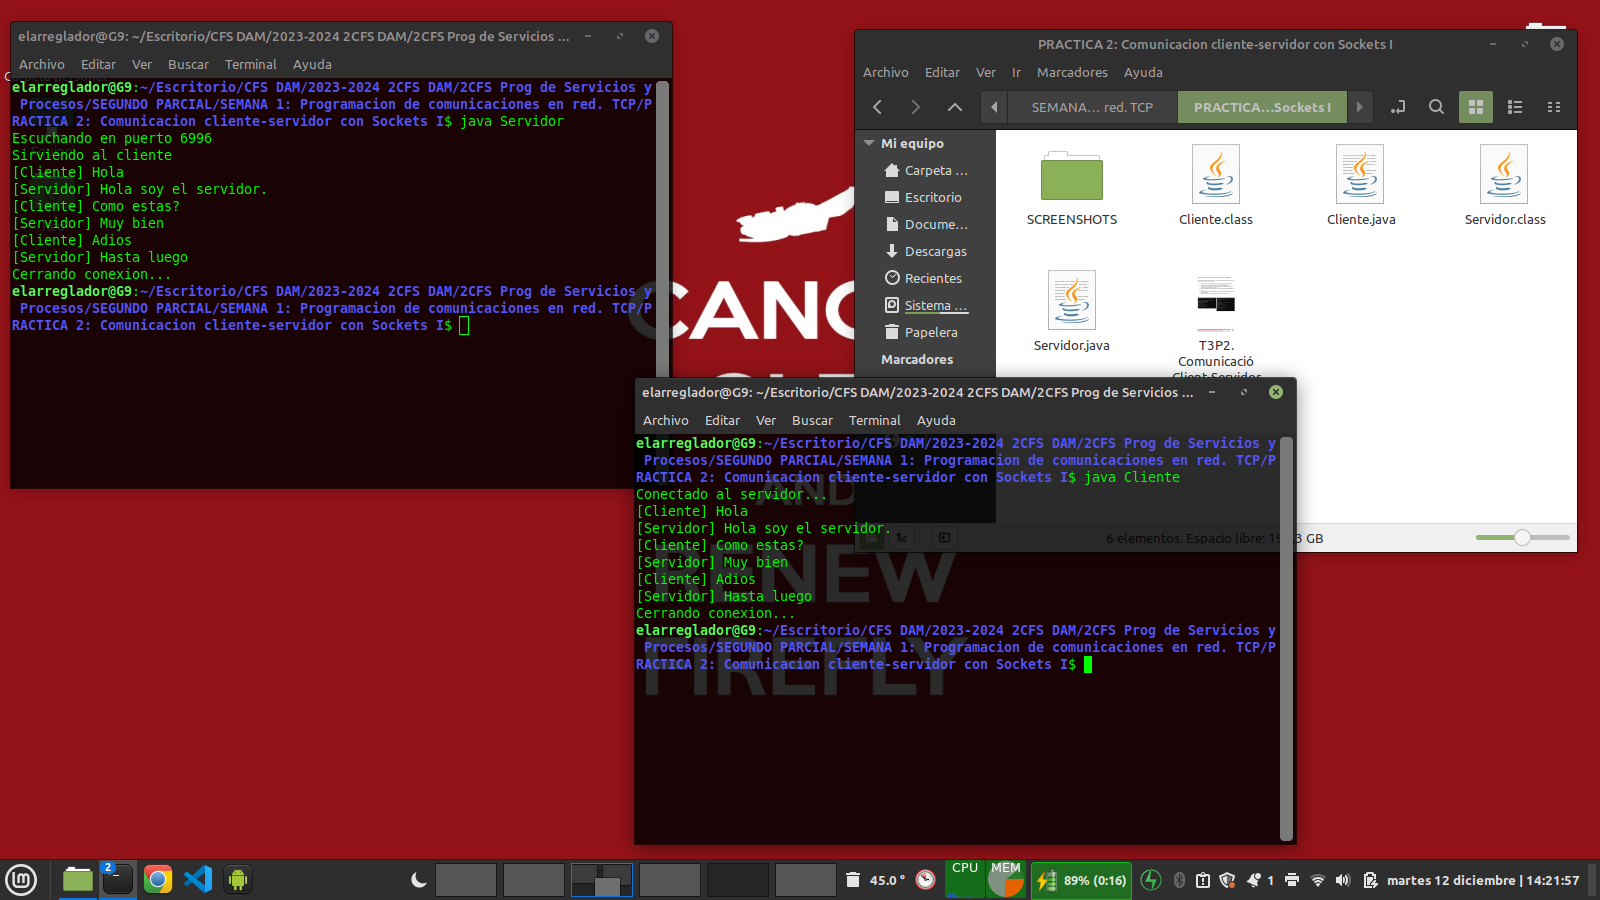 elarreglador@G9: ~/Escritorio/CFS DAM/2023-2024 2CFS DAM/2CFS Prog de Servicios ...
Archivo Editar Ver Buscar Terminal Ayuda
elarreglador@G9:~/Escritorio/CFS DAM/2023-2024 2CFS DAM/2CFS Prog de Servicios y
Procesos/SEGUNDO PARCIAL/SEMANA 1: Programacion de comunicaciones en red. TCP/P
RACTICA 2: Comunicacion cliente-servidor con Sockets I$ java Servidor
Escuchando en puerto 6996
Sirviendo al cliente
[Cliente] Hola
[Servidor] Hola soy el servidor.
[Cliente] Como estas?
[Servidor] Muy bien
[Cliente] Adios
[Servidor] Hasta luego
Cerrando conexion...
elarreglador@G9:~/Escritorio/CFS DAM/2023-2024 2CFS DAM/2CFS Prog de Servicios y
Procesos/SEGUNDO PARCIAL/SEMANA 1: Programacion de comunicaciones en red. TCP/P
RACTICA 2: Comunicacion cliente-servidor con Sockets I$
PRACTICA 2: Comunicacion cliente-servidor con Sockets I
Archivo Editar Ver Ir Marcadores Ayuda
SEMANA... red. TCP PRACTICA...Sockets I
Mi equipo
Carpeta ...
Escritorio
Docume...
Descargas
Recientes
Sistema ...
Papelera
Marcadores
SCREENSHOTS
Cliente.class
Cliente.java
Servidor.class
Servidor.java
T3P2.
Comunicació
Client-Servidor
6 elementos. Espacio libre: 3 GB
elarreglador@G9: ~/Escritorio/CFS DAM/2023-2024 2CFS DAM/2CFS Prog de Servicios ...
Archivo Editar Ver Buscar Terminal Ayuda
elarreglador@G9:~/Escritorio/CFS DAM/2023-2024 2CFS DAM/2CFS Prog de Servicios y
Procesos/SEGUNDO PARCIAL/SEMANA 1: Programacion de comunicaciones en red. TCP/P
RACTICA 2: Comunicacion cliente-servidor con Sockets I$ java Cliente
Conectado al servidor...
[Cliente] Hola
[Servidor] Hola soy el servidor.
[Cliente] Como estas?
[Servidor] Muy bien
[Cliente] Adios
[Servidor] Hasta luego
Cerrando conexion...
elarreglador@G9:~/Escritorio/CFS DAM/2023-2024 2CFS DAM/2CFS Prog de Servicios y
Procesos/SEGUNDO PARCIAL/SEMANA 1: Programacion de comunicaciones en red. TCP/P
RACTICA 2: Comunicacion cliente-servidor con Sockets I$
CANC
AND
RENEW
FIREFLY
2
45.0 °
CPU MEM
89% (0:16)
1
martes 12 diciembre | 14:21:57